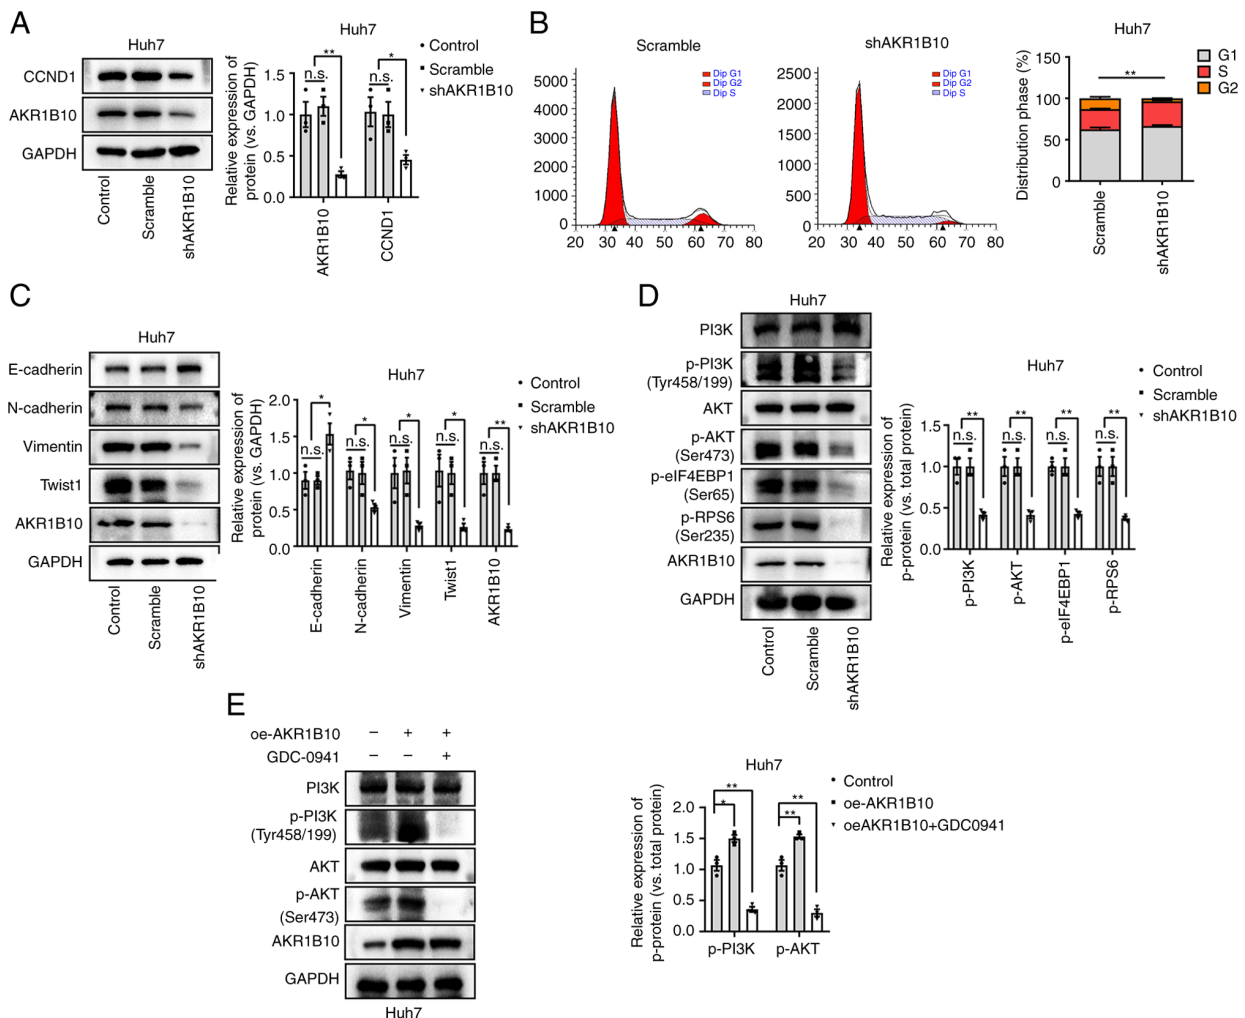 A
Huh7
CCND1
AKR1B10
GAPDH
Control
Scramble
shAKR1B10
Huh7
Relative expression of
protein (vs. GAPDH)
1.5
1.0
0.5
0.0
n.s.
**
n.s.
*
AKR1B10
CCND1
Control
Scramble
shAKR1B10
B
Scramble
5000
4000
3000
2000
1000
0
20 30 40 50 60 70 80
Dip G1
Dip G2
Dip S
shAKR1B10
2500
2000
1500
1000
500
0
20 30 40 50 60 70 80
Dip G1
Dip G2
Dip S
Huh7
Distribution phase (%)
150
100
50
0
**
Scramble
shAKR1B10
G1
S
G2
C
Huh7
E-cadherin
N-cadherin
Vimentin
Twist1
AKR1B10
GAPDH
Control
Scramble
shAKR1B10
Huh7
Relative expression of
protein (vs. GAPDH)
2.0
1.5
1.0
0.5
0.0
n.s.
*
n.s.
*
n.s.
*
n.s.
*
n.s.
**
E-cadherin
N-cadherin
Vimentin
Twist1
AKR1B10
Control
Scramble
shAKR1B10
D
Huh7
PI3K
p-PI3K
(Tyr458/199)
AKT
p-AKT
(Ser473)
p-eIF4EBP1
(Ser65)
p-RPS6
(Ser235)
AKR1B10
GAPDH
Control
Scramble
shAKR1B10
Huh7
Relative expression of
p-protein (vs. total protein)
1.5
1.0
0.5
0.0
n.s.
**
n.s.
**
n.s.
**
n.s.
**
p-PI3K
p-AKT
p-eIF4EBP1
p-RPS6
Control
Scramble
shAKR1B10
E
oe-AKR1B10 − + +
GDC-0941 − − +
PI3K
p-PI3K
(Tyr458/199)
AKT
p-AKT
(Ser473)
AKR1B10
GAPDH
Huh7
Huh7
Relative expression of
p-protein (vs. total protein)
2.0
1.5
1.0
0.5
0.0
**
*
**
**
p-PI3K
p-AKT
Control
oe-AKR1B10
oeAKR1B10+GDC0941